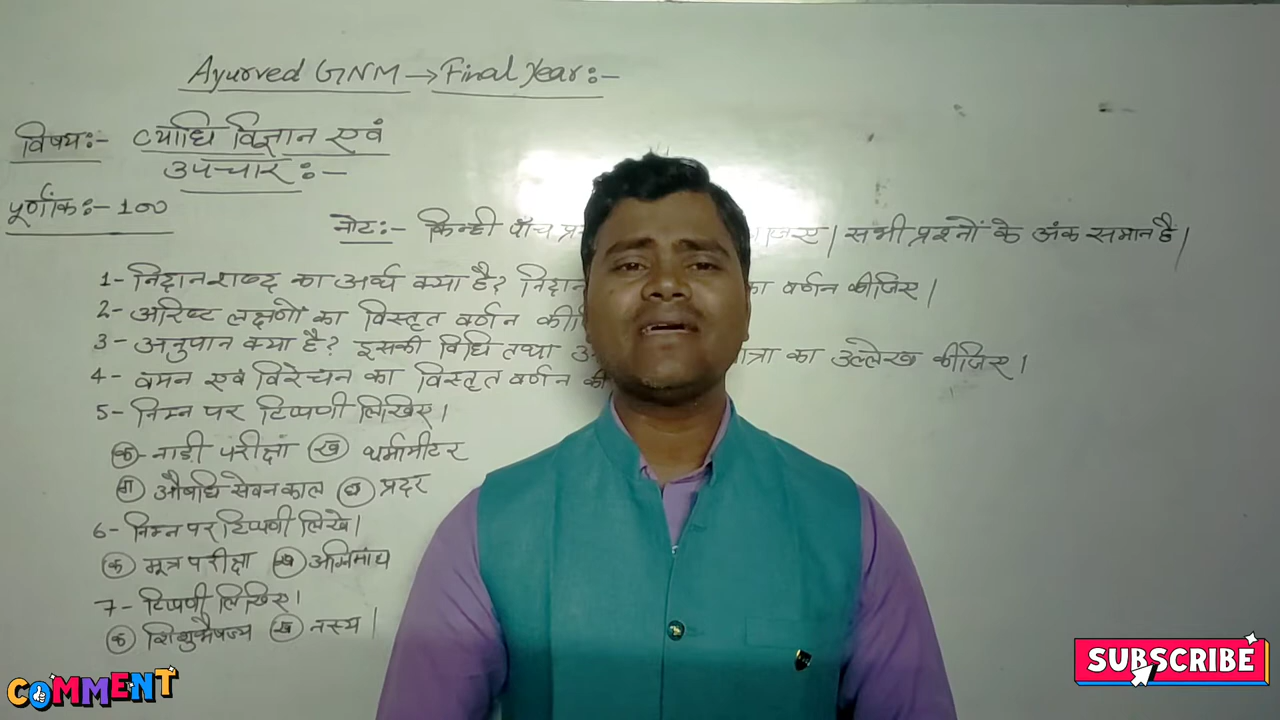 Ayurved GNM → Final Year:-
विषय:- व्याधि विज्ञान एवं
उपचार:-
पूर्णांक:- 100
नोट:- किन्ही पाँच सभी प्रश्नों के अंक समान है।
1- निदान शब्द का अर्थ क्या है? निदान का वर्णन कीजिए।
2- अरिष्ट लक्षणों का विस्तृत वर्णन
3- अनुपान क्या है? इसकी विधि तथा का उल्लेख कीजिए।
4- वमन एवं विरेचन का विस्तृत वर्णन
5- निम्न पर टिप्पणी लिखिए।
क नाडी परीक्षा ख थर्मामीटर
ग औषधि सेवन काल घ प्रदर
6- निम्न पर टिप्पणी लिखे।
क मूत्र परीक्षा ख अग्निमांद्य
7- टिप्पणी लिखिए।
क शिशुभैषज्य ख नस्य।
COMMENT
SUBSCRIBE